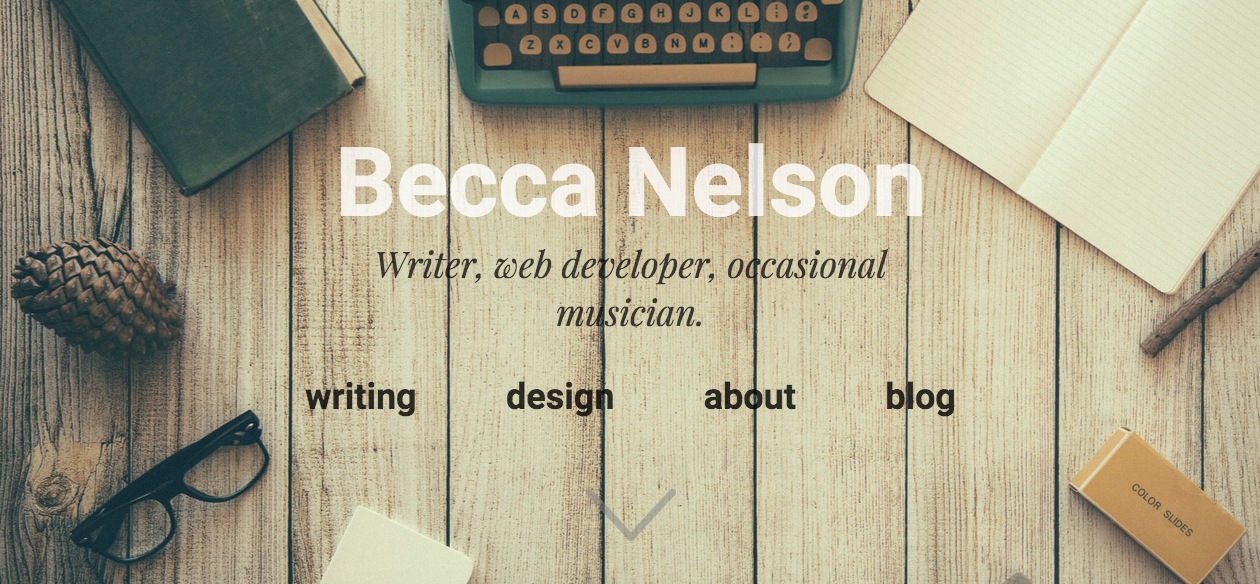 A S D F G H J K L
Z X C V B N M
Becca Nelson
Writer, web developer, occasional
musician.
writing design about blog
COLOR SLIDES